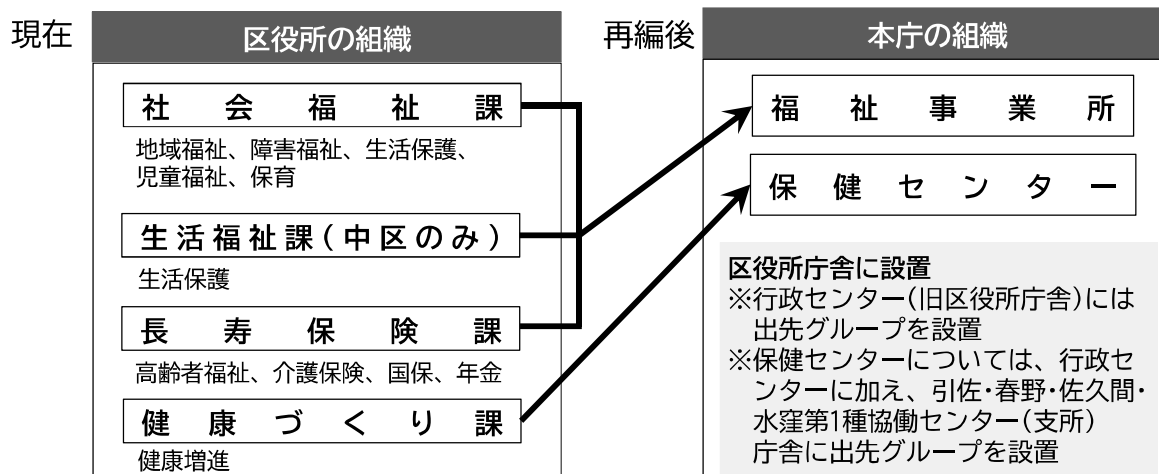 現在
区役所の組織
社会福祉課
地域福祉、障害福祉、生活保護、
児童福祉、保育
生活福祉課(中区のみ)
生活保護
長寿保険課
高齢者福祉、介護保険、国保、年金
健康づくり課
健康増進
再編後
本庁の組織
福祉事業所
保健センター
区役所庁舎に設置
※行政センター(旧区役所庁舎)には
出先グループを設置
※保健センターについては、行政セ
ンターに加え、引佐・春野・佐久間・
水窪第1種協働センター(支所)
庁舎に出先グループを設置